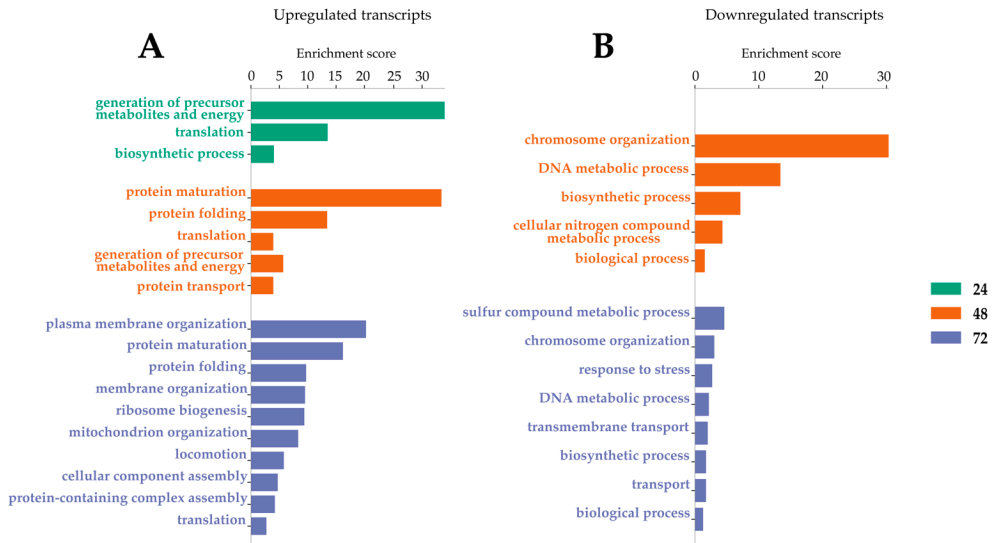 Upregulated transcripts
A
Enrichment score
0 5 10 15 20 25 30
generation of precursor
metabolites and energy
translation
biosynthetic process
protein maturation
protein folding
translation
generation of precursor
metabolites and energy
protein transport
plasma membrane organization
protein maturation
protein folding
membrane organization
ribosome biogenesis
mitochondrion organization
locomotion
cellular component assembly
protein-containing complex assembly
translation
Downregulated transcripts
B
Enrichment score
0 10 20 30
chromosome organization
DNA metabolic process
biosynthetic process
cellular nitrogen compound
metabolic process
biological process
sulfur compound metabolic process
chromosome organization
response to stress
DNA metabolic process
transmembrane transport
biosynthetic process
transport
biological process
24
48
72